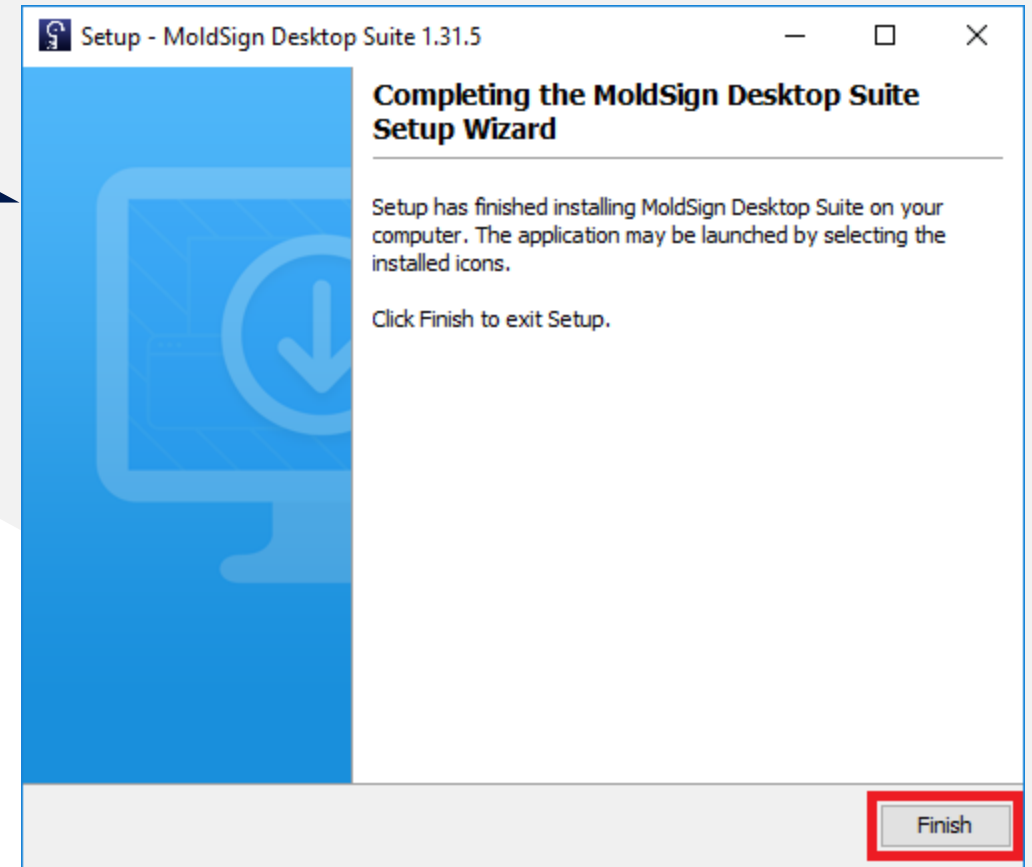 Setup - MoldSign Desktop Suite 1.31.5
Completing the MoldSign Desktop Suite
Setup Wizard
Setup has finished installing MoldSign Desktop Suite on your
computer. The application may be launched by selecting the
installed icons.
Click Finish to exit Setup.
Finish